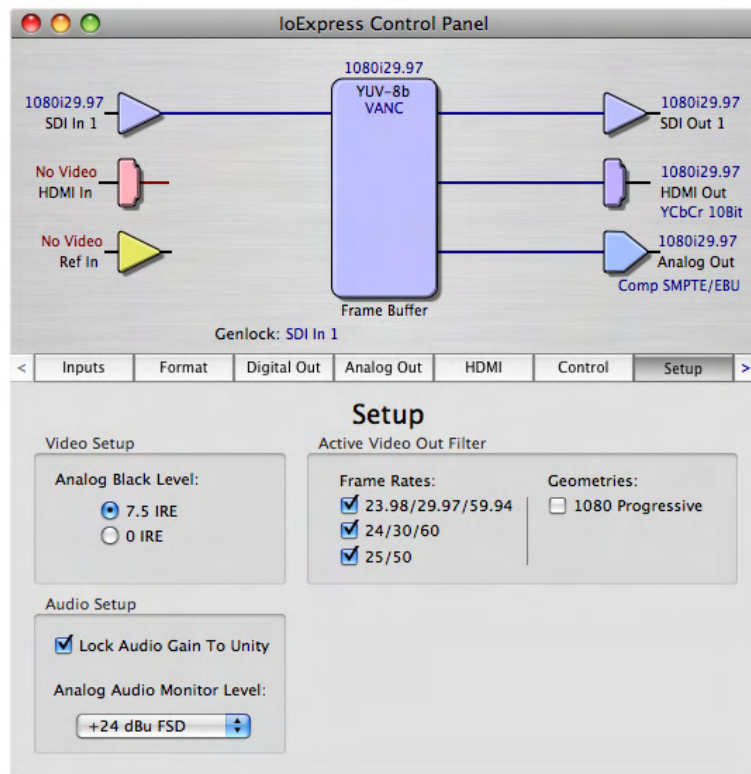 IoExpress Control Panel
1080i29.97
YUV-8b
VANC
1080i29.97
SDI In 1
1080i29.97
SDI Out 1
No Video
HDMI In
1080i29.97
HDMI Out
YCbCr 10Bit
No Video
Ref In
1080i29.97
Analog Out
Comp SMPTE/EBU
Frame Buffer
Genlock: SDI In 1
< Inputs Format Digital Out Analog Out HDMI Control Setup >
Setup
Video Setup
Analog Black Level:
7.5 IRE
0 IRE
Active Video Out Filter
Frame Rates:
23.98/29.97/59.94
24/30/60
25/50
Geometries:
1080 Progressive
Audio Setup
Lock Audio Gain To Unity
Analog Audio Monitor Level:
+24 dBu FSD